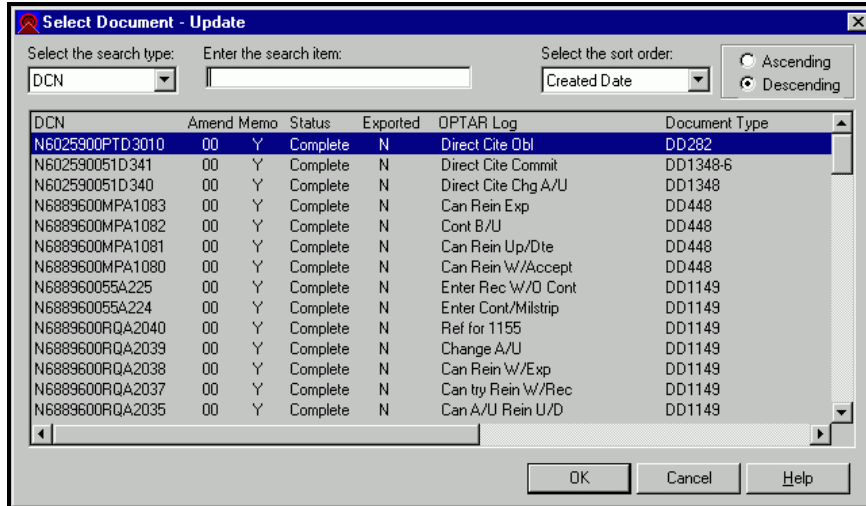 Select Document - Update
Select the search type: Enter the search item: Select the sort order:
DCN Created Date
Ascending
Descending
DCN Amend Memo Status Exported OPTAR Log Document Type
N6025900PTD3010 00 Y Complete N Direct Cite Obl DD282
N602590051D341 00 Y Complete N Direct Cite Commit DD1348-6
N602590051D340 00 Y Complete N Direct Cite Chg A/U DD1348
N6889600MPA1083 00 Y Complete N Can Rein Exp DD448
N6889600MPA1082 00 Y Complete N Cont B/U DD448
N6889600MPA1081 00 Y Complete N Can Rein Up/Dte DD448
N6889600MPA1080 00 Y Complete N Can Rein W/Accept DD448
N688960055A225 00 Y Complete N Enter Rec W/O Cont DD1149
N688960055A224 00 Y Complete N Enter Cont/Milstrip DD1149
N6889600RQA2040 00 Y Complete N Ref for 1155 DD1149
N6889600RQA2039 00 Y Complete N Change A/U DD1149
N6889600RQA2038 00 Y Complete N Can Rein W/Exp DD1149
N6889600RQA2037 00 Y Complete N Can try Rein W/Rec DD1149
N6889600RQA2035 00 Y Complete N Can A/U Rein U/D DD1149
OK Cancel Help